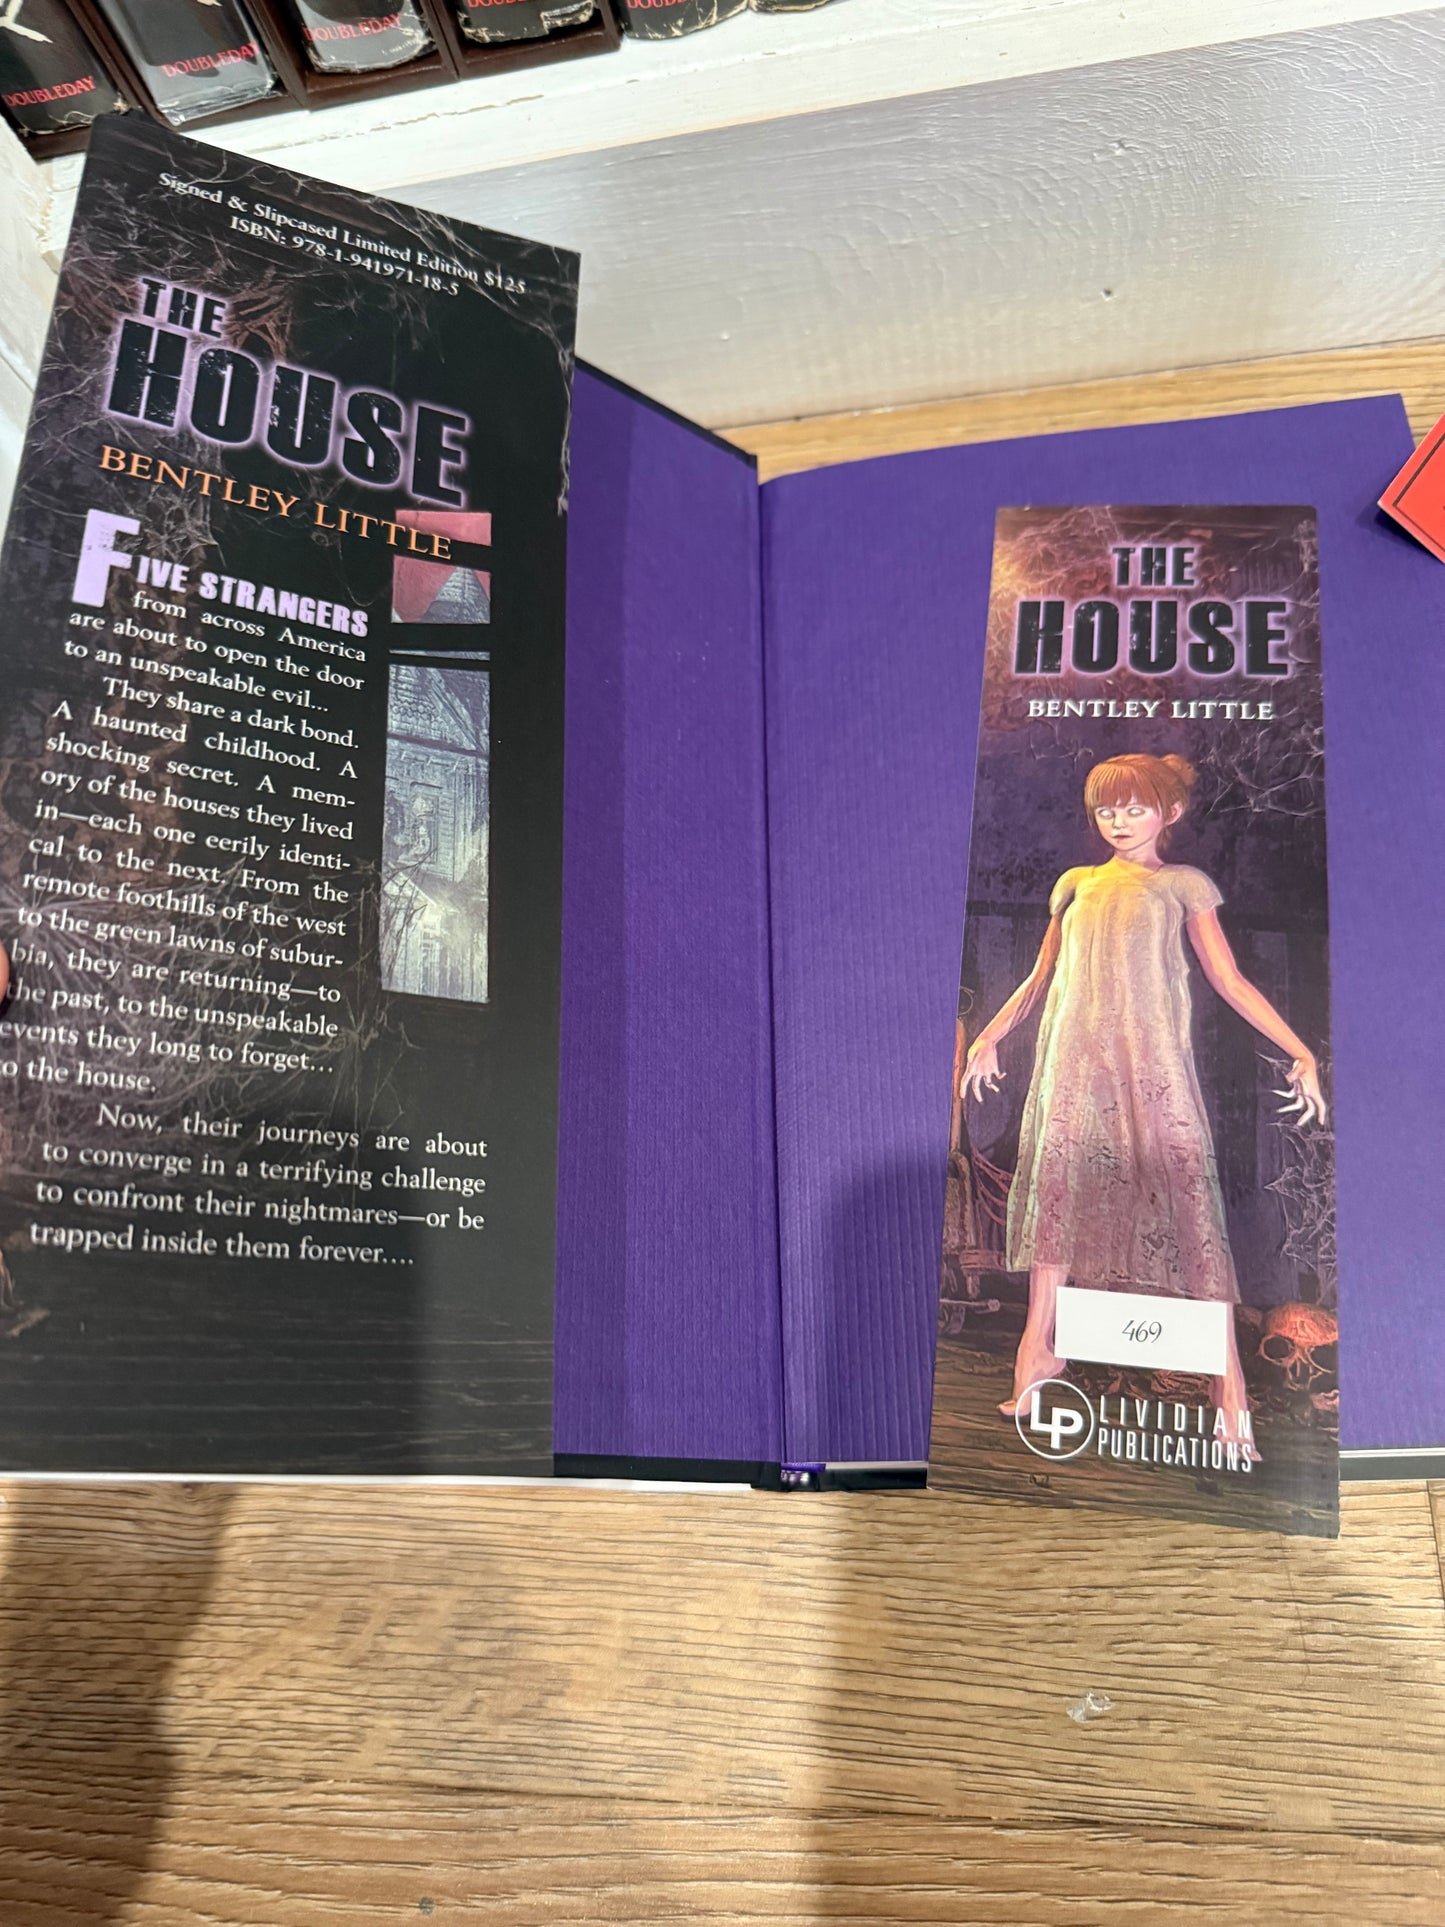 DOUBLEDAY
DOUBLEDAY
DOUBLEDAY
Signed & Slipcased Limited Edition $125
ISBN: 978-1-941971-18-5
THE
HOUSE
BENTLEY LITTLE
FIVE STRANGERS
from across America
are about to open the door
to an unspeakable evil...
They share a dark bond.
A haunted childhood. A
shocking secret. A mem-
ory of the houses they lived
in—each one eerily identi-
cal to the next. From the
remote foothills of the west
to the green lawns of subur-
bia, they are returning—to
the past, to the unspeakable
events they long to forget...
to the house.
Now, their journeys are about
to converge in a terrifying challenge
to confront their nightmares—or be
trapped inside them forever....
THE
HOUSE
BENTLEY LITTLE
469
LP LIVIDIAN
PUBLICATIONS